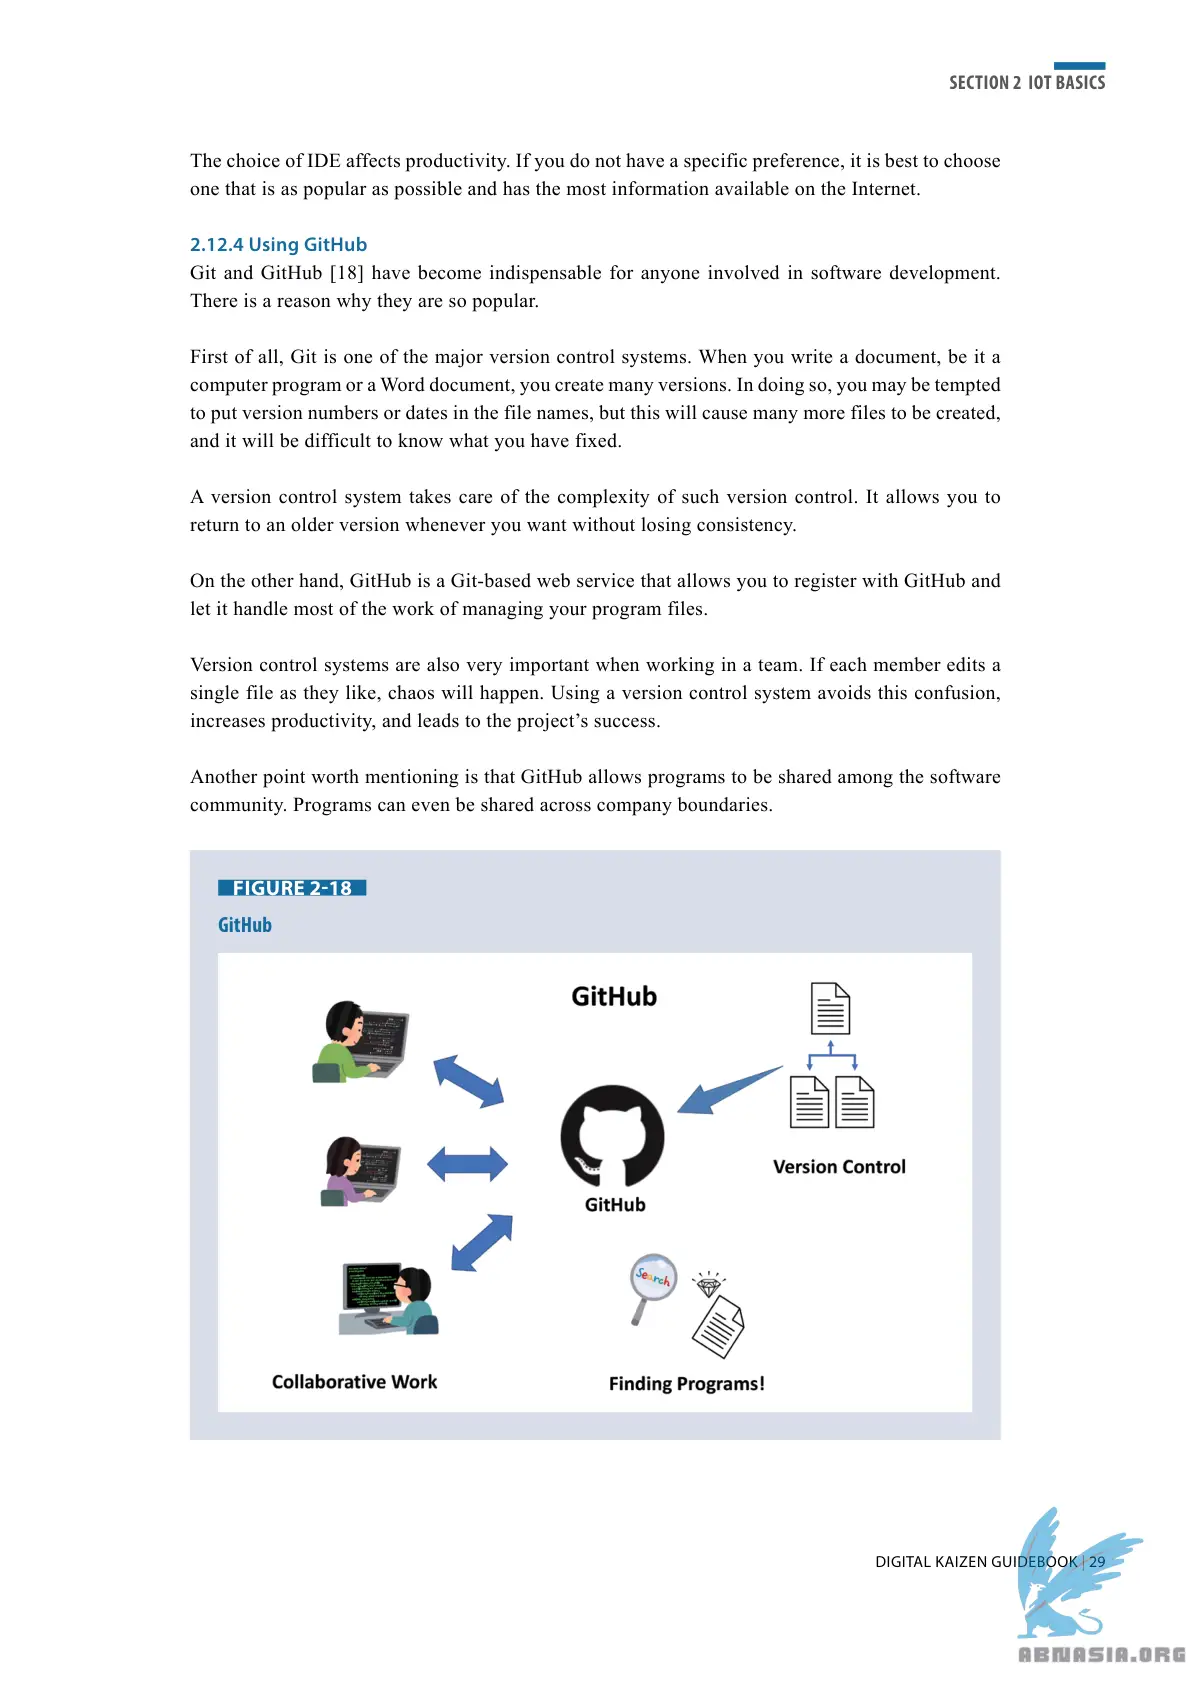 SECTION 2 IOT BASICS
The choice of IDE affects productivity. If you do not have a specific preference, it is best to choose
one that is as popular as possible and has the most information available on the Internet.
2.12.4 Using GitHub
Git and GitHub [18] have become indispensable for anyone involved in software development.
There is a reason why they are so popular.
First of all, Git is one of the major version control systems. When you write a document, be it a
computer program or a Word document, you create many versions. In doing so, you may be tempted
to put version numbers or dates in the file names, but this will cause many more files to be created,
and it will be difficult to know what you have fixed.
A version control system takes care of the complexity of such version control. It allows you to
return to an older version whenever you want without losing consistency.
On the other hand, GitHub is a Git-based web service that allows you to register with GitHub and
let it handle most of the work of managing your program files.
Version control systems are also very important when working in a team. If each member edits a
single file as they like, chaos will happen. Using a version control system avoids this confusion,
increases productivity, and leads to the project’s success.
Another point worth mentioning is that GitHub allows programs to be shared among the software
community. Programs can even be shared across company boundaries.
FIGURE 2-18
GitHub
GitHub
Version Control
GitHub
Search
Collaborative Work
Finding Programs!
DIGITAL KAIZEN GUIDEBOOK | 29
ABNASIA.ORG